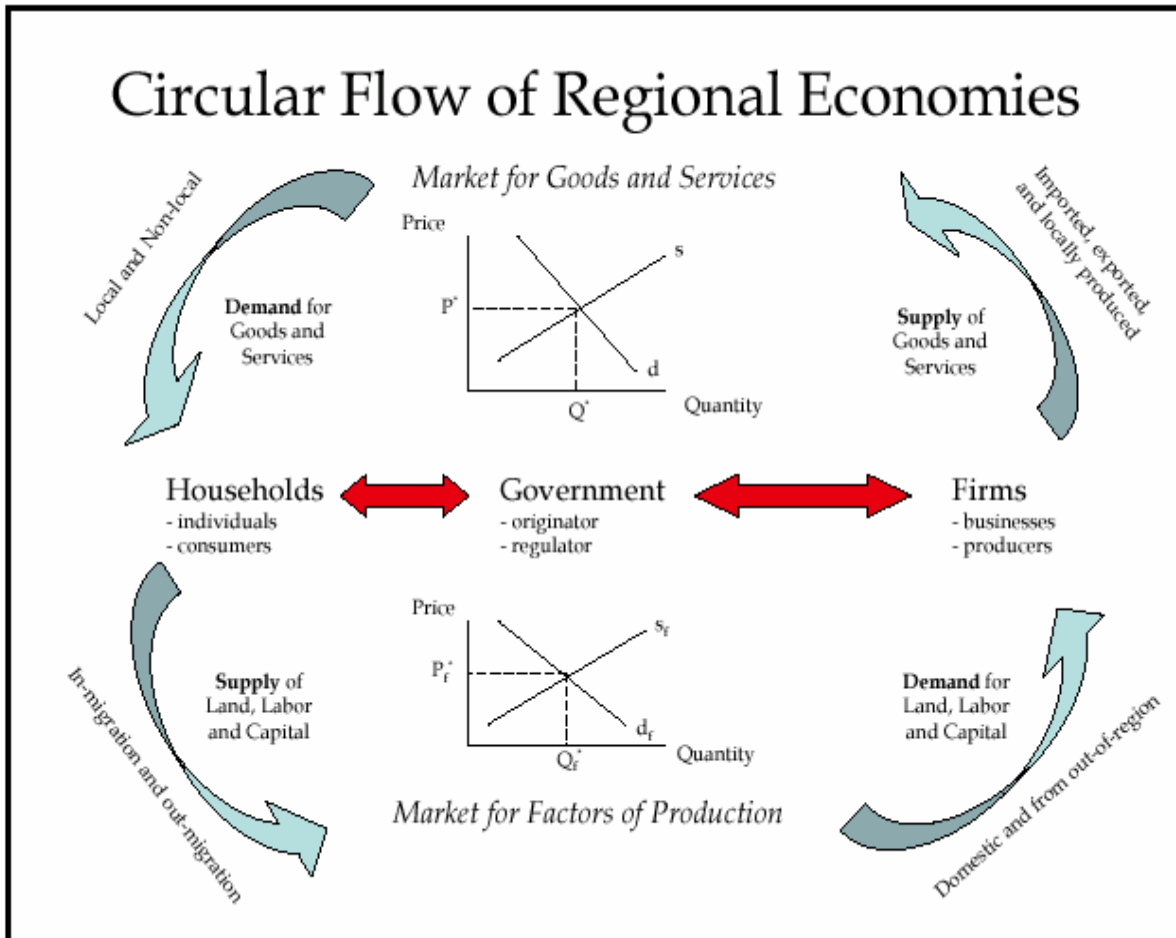 Circular Flow of Regional Economies
Market for Goods and Services
Local and Non-local
Demand for
Goods and
Services
Price
P*
s
d
Q*
Quantity
Supply of
Goods and
Services
Imported, exported,
and locally produced
Households
- individuals
- consumers
Government
- originator
- regulator
Firms
- businesses
- producers
In-migration and out-migration
Supply of
Land, Labor
and Capital
Price
Pf*
sf
df
Qf*
Quantity
Demand for
Land, Labor
and Capital
Domestic and from out-of-region
Market for Factors of Production